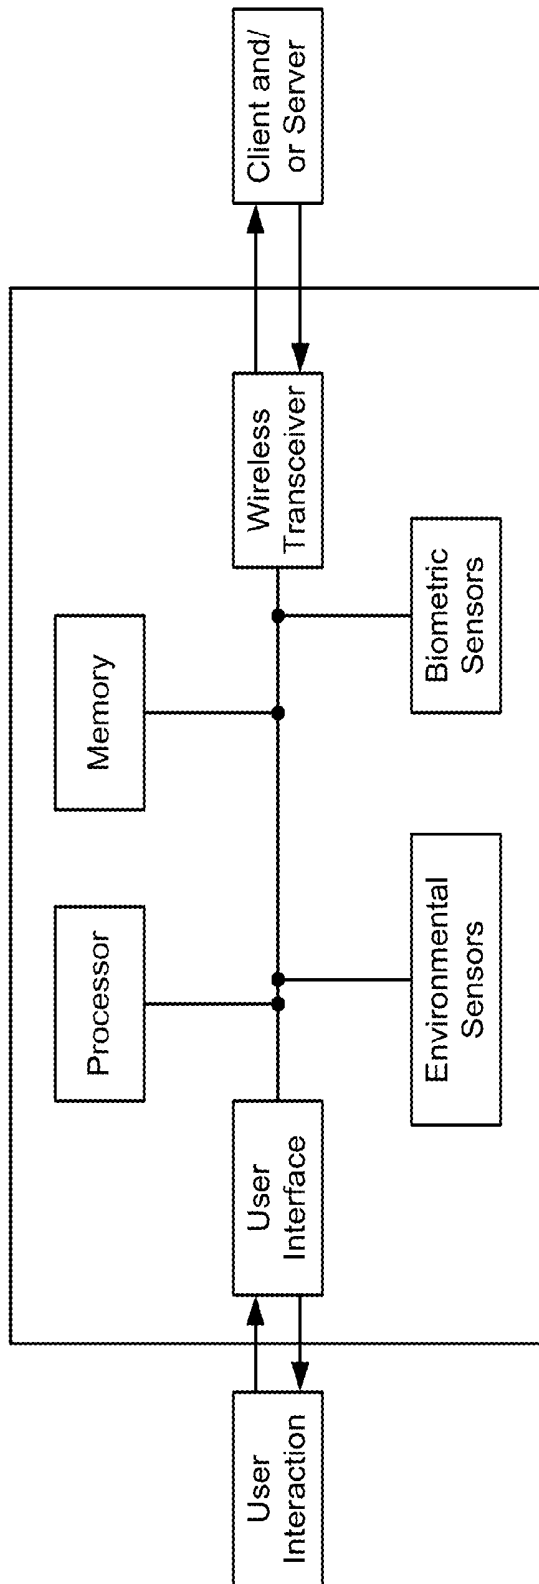 Processor
Memory
User
Interaction
User
Interface
Wireless
Transceiver
Client and/
or Server
Environmental
Sensors
Biometric
Sensors